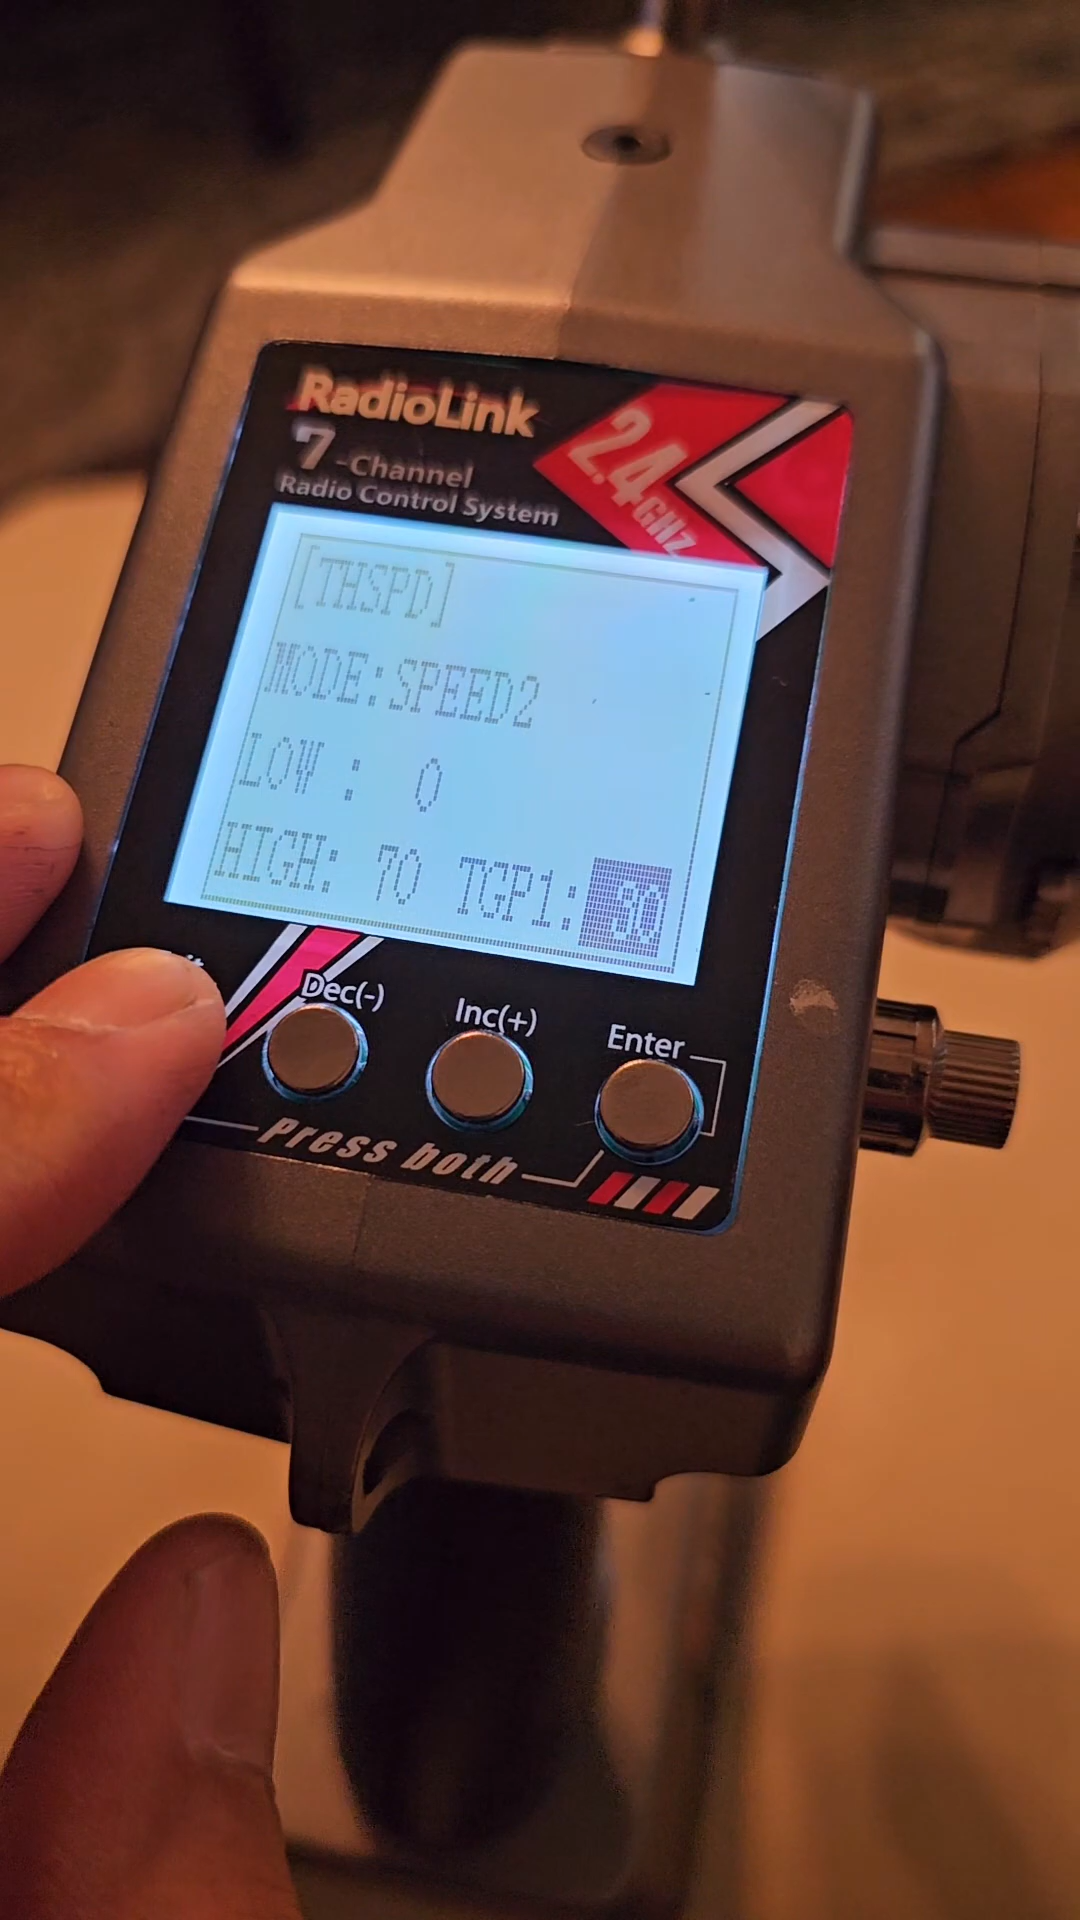 RadioLink
7-Channel
Radio Control System
2.4GHz
[THSPD]
MODE:SPEED2
LOW : 0
HIGH: 70 TGP1: 30
Dec(-)
Inc(+)
Enter
Press both